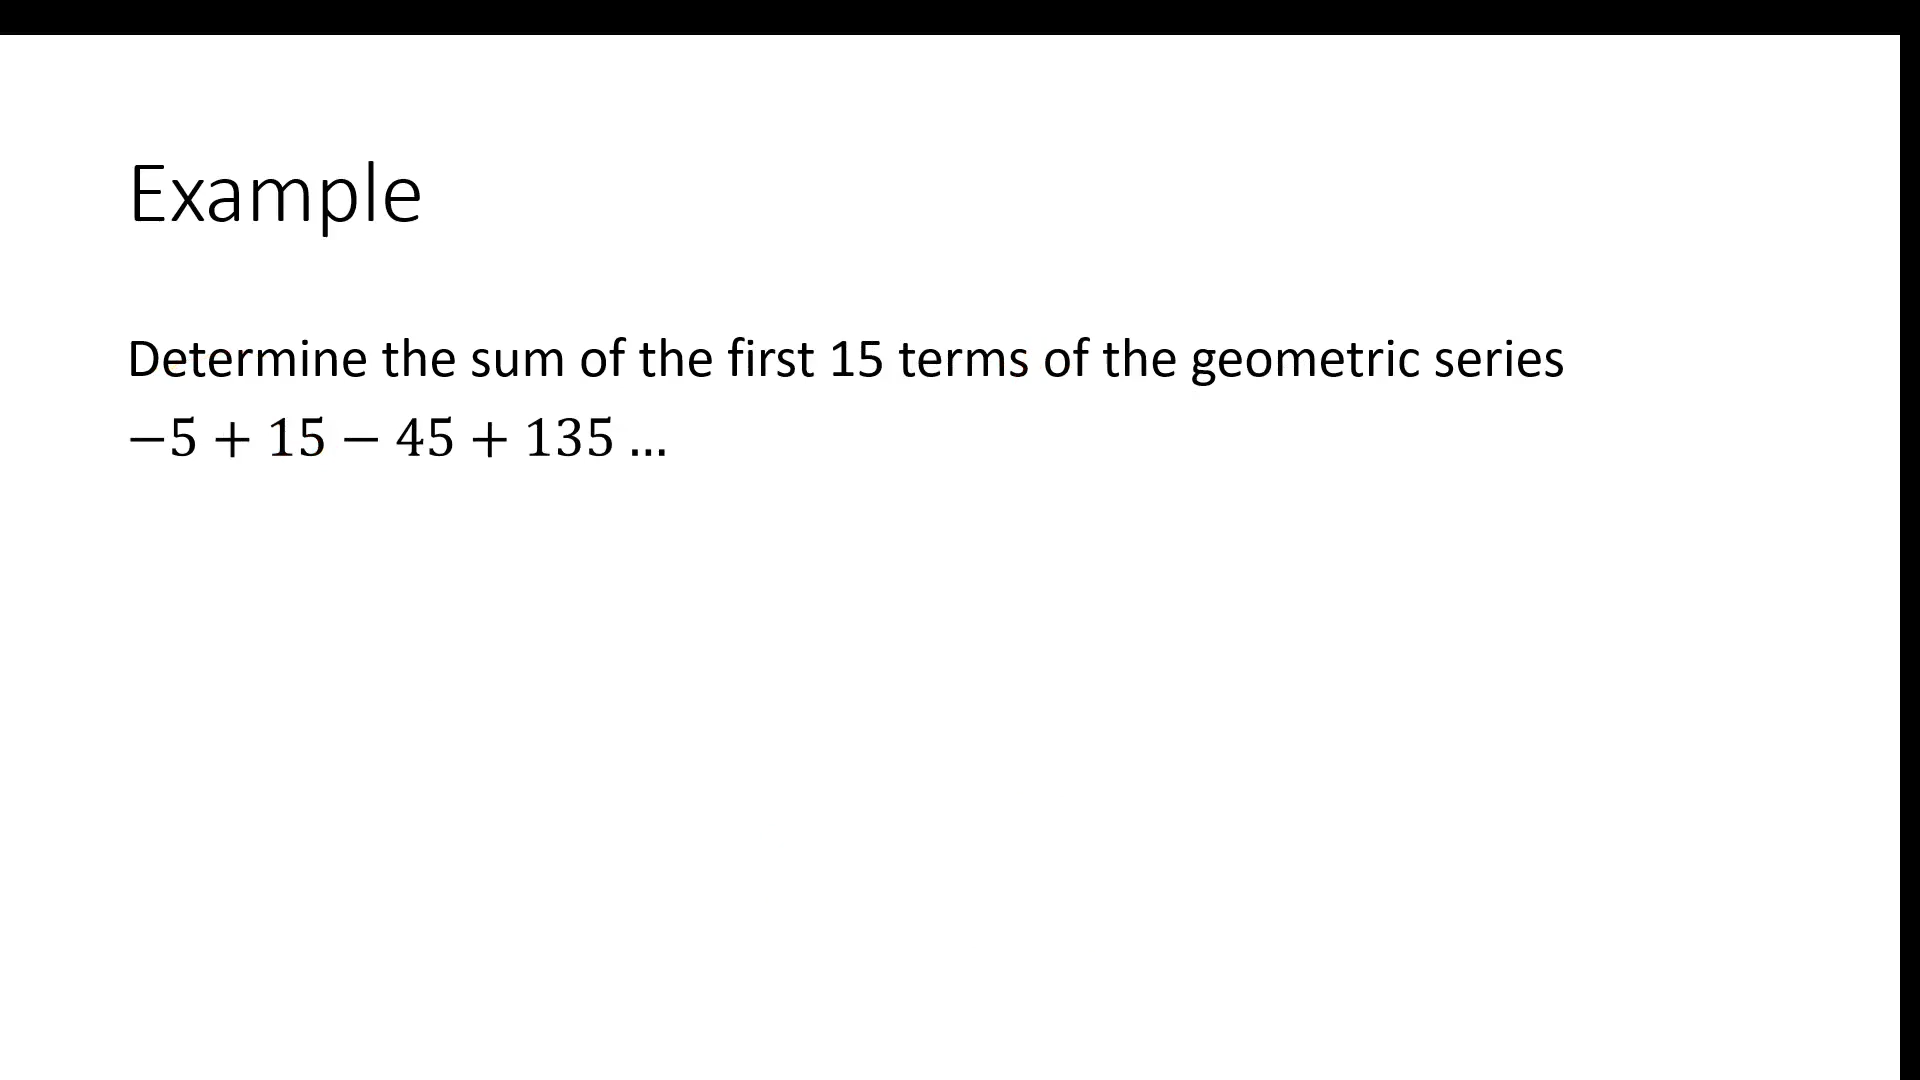 Example
Determine the sum of the first 15 terms of the geometric series
−5 + 15 − 45 + 135 …